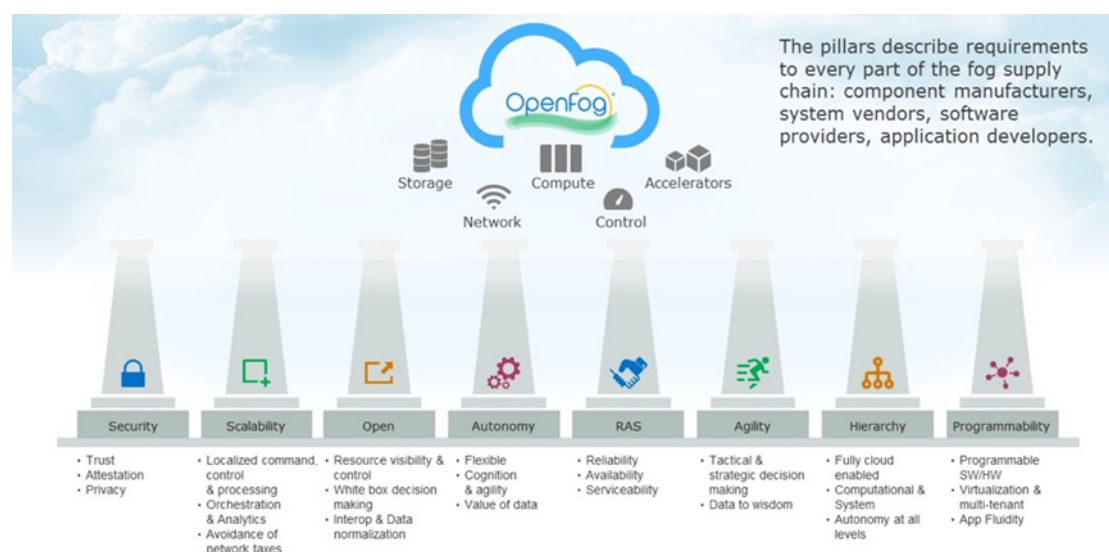 The pillars describe requirements
to every part of the fog supply
chain: component manufacturers,
system vendors, software
providers, application developers.
OpenFog
Storage
Compute
Accelerators
Network
Control
Security
Scalability
Open
Autonomy
RAS
Agility
Hierarchy
Programmability
• Trust
• Attestation
• Privacy
• Localized command,
control
& processing
• Orchestration
& Analytics
• Avoidance of
network taxes
• Resource visibility &
control
• White box decision
making
• Interop & Data
normalization
• Flexible
• Cognition
& agility
• Value of data
• Reliability
• Availability
• Serviceability
• Tactical &
strategic decision
making
• Data to wisdom
• Fully cloud
enabled
• Computational &
System
• Autonomy at all
levels
• Programmable
SW/HW
• Virtualization &
multi-tenant
• App Fluidity